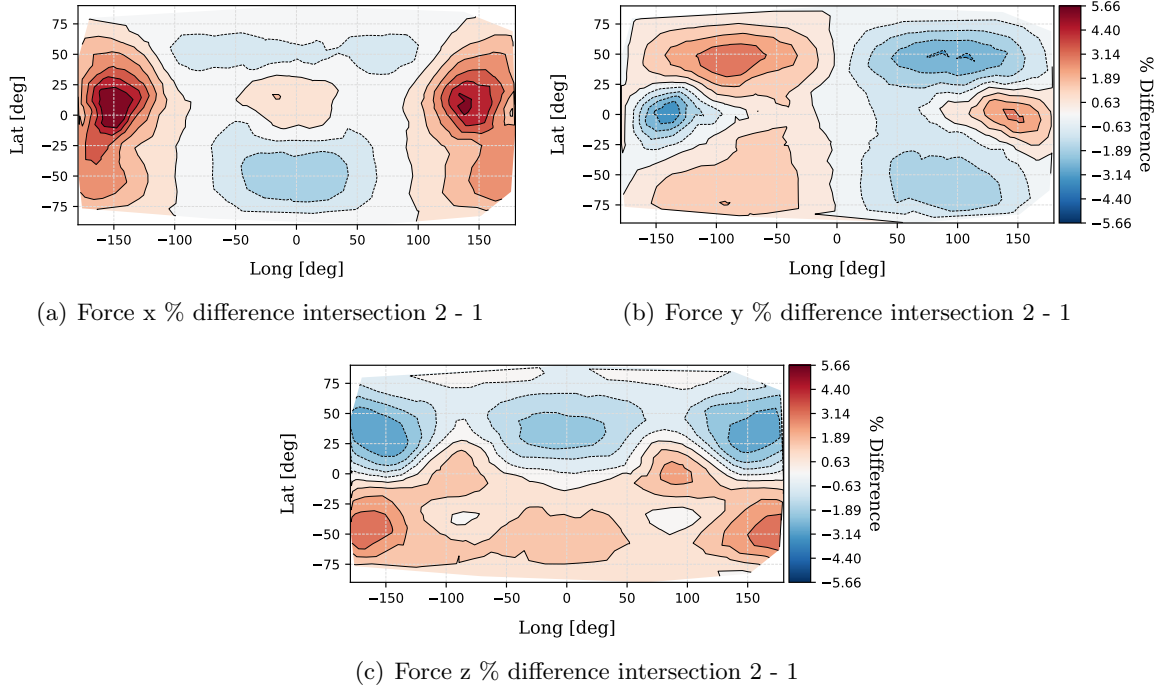 75
50
25
0
−25
−50
−75
Lat [deg]
−150 −100 −50 0 50 100 150
Long [deg]
(a) Force x % difference intersection 2 - 1
75
50
25
0
−25
−50
−75
Lat [deg]
−150 −100 −50 0 50 100 150
Long [deg]
5.66
4.40
3.14
1.89
0.63
−0.63
−1.89
−3.14
−4.40
−5.66
% Difference
(b) Force y % difference intersection 2 - 1
75
50
25
0
−25
−50
−75
Lat [deg]
−150 −100 −50 0 50 100 150
Long [deg]
5.66
4.40
3.14
1.89
0.63
−0.63
−1.89
−3.14
−4.40
−5.66
% Difference
(c) Force z % difference intersection 2 - 1